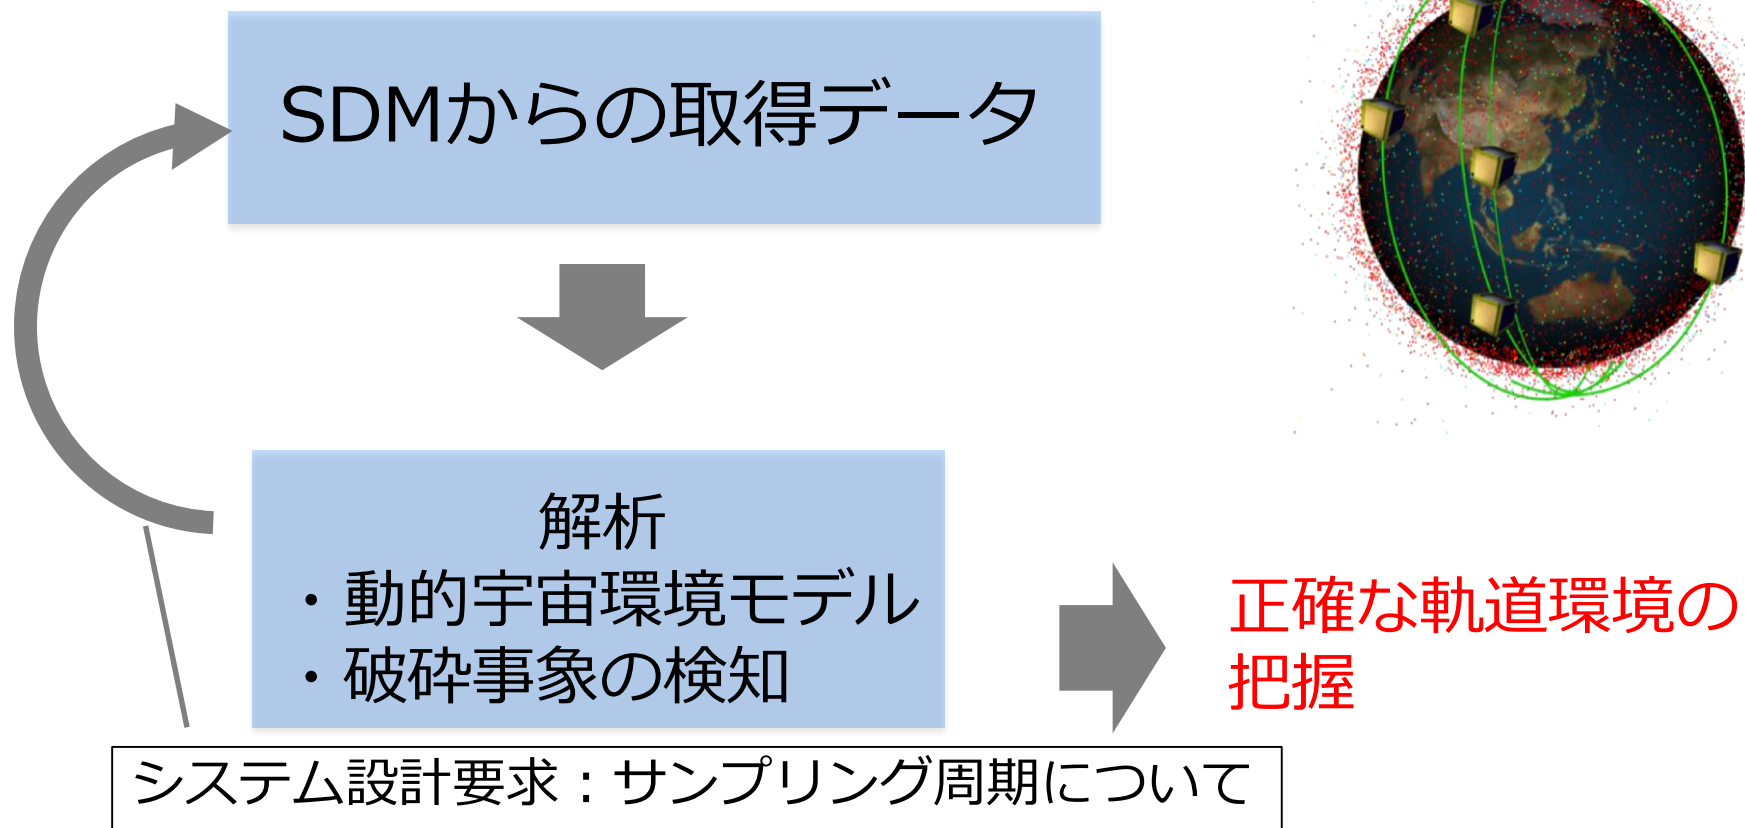 SDMからの取得データ
解析
・動的宇宙環境モデル
・破砕事象の検知
正確な軌道環境の
把握
システム設計要求：サンプリング周期について